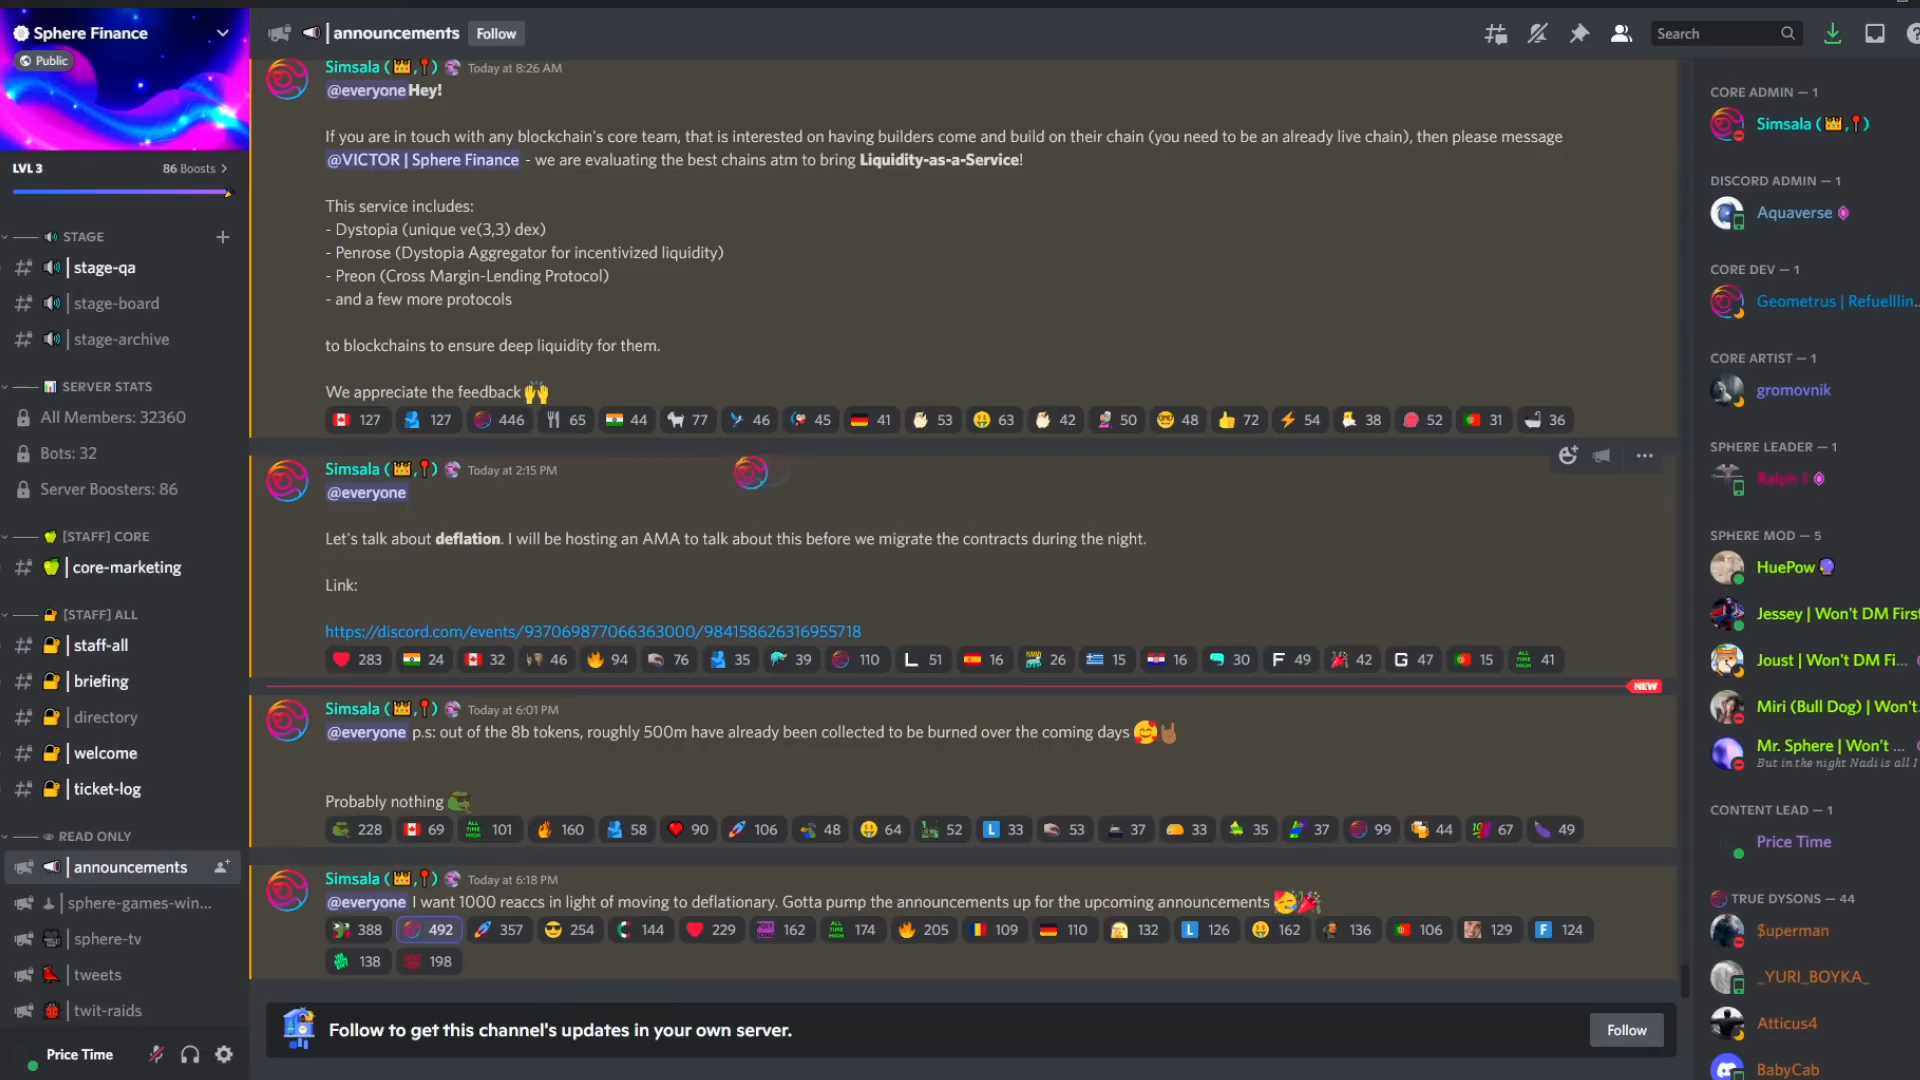 Sphere Finance
Public
LVL 3
86 Boosts
STAGE
stage-qa
stage-board
stage-archive
SERVER STATS
All Members: 32360
Bots: 32
Server Boosters: 86
[STAFF] CORE
core-marketing
[STAFF] ALL
staff-all
briefing
directory
welcome
ticket-log
READ ONLY
announcements
sphere-games-win...
sphere-tv
tweets
twit-raids
Price Time
announcements
Follow
Search
Simsala ( , ) Today at 8:26 AM
@everyone Hey!
If you are in touch with any blockchain's core team, that is interested on having builders come and build on their chain (you need to be an already live chain), then please message
@VICTOR | Sphere Finance - we are evaluating the best chains atm to bring Liquidity-as-a-Service!
This service includes:
- Dystopia (unique ve(3,3) dex)
- Penrose (Dystopia Aggregator for incentivized liquidity)
- Preon (Cross Margin-Lending Protocol)
- and a few more protocols
to blockchains to ensure deep liquidity for them.
We appreciate the feedback
127 127 446 65 44 77 46 45 41 53 63 42 50 48 72 54 38 52 31 36
Simsala ( , ) Today at 2:15 PM
@everyone
Let's talk about deflation. I will be hosting an AMA to talk about this before we migrate the contracts during the night.
Link:
https://discord.com/events/937069877066363000/984158626316955718
283 24 32 46 94 76 35 39 110 L 51 16 26 15 16 30 F 49 42 G 47 15 ALL TIME HIGH 41
NEW
Simsala ( , ) Today at 6:01 PM
@everyone p.s: out of the 8b tokens, roughly 500m have already been collected to be burned over the coming days
Probably nothing
228 69 ALL TIME HIGH 101 160 58 90 106 48 64 52 L 33 53 37 33 35 37 99 44 67 49
Simsala ( , ) Today at 6:18 PM
@everyone I want 1000 reaccs in light of moving to deflationary. Gotta pump the announcements up for the upcoming announcements
388 492 357 254 144 229 162 ALL TIME HIGH 174 205 109 110 132 L 126 162 136 106 129 F 124
138 198
Follow to get this channel's updates in your own server.
Follow
CORE ADMIN — 1
Simsala ( , )
DISCORD ADMIN — 1
Aquaverse
CORE DEV — 1
Geometrus | Refuelllin...
CORE ARTIST — 1
gromovnik
SPHERE LEADER — 1
SPHERE MOD — 5
HuePow
Jessey | Won't DM First
Joust | Won't DM Fi...
Miri (Bull Dog) | Won't
Mr. Sphere | Won't ...
But in the night Nadi is all I
CONTENT LEAD — 1
Price Time
TRUE DYSONS — 44
$uperman
_YURI_BOYKA_
Atticus4
BabyCab